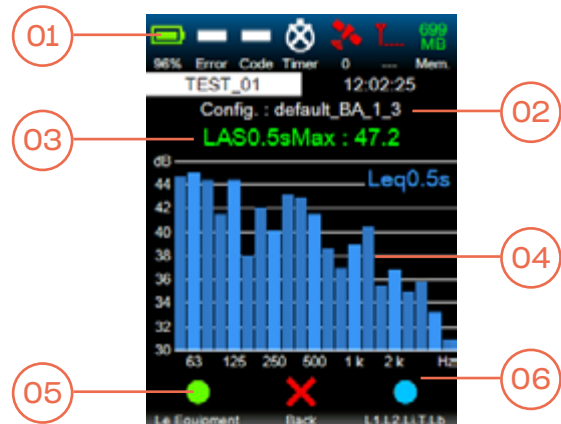 01
699
MB
96% Error Code Timer 0 --- Mem.
TEST_01 12:02:25
Config. : default_BA_1_3
02
03
LAS0.5sMax : 47.2
dB
Leq0.5s
44
42
40
38
36
34
32
30
04
63 125 250 500 1 k 2 k Hz
05
06
Le Equipment Back L1 L2 Li T Lb